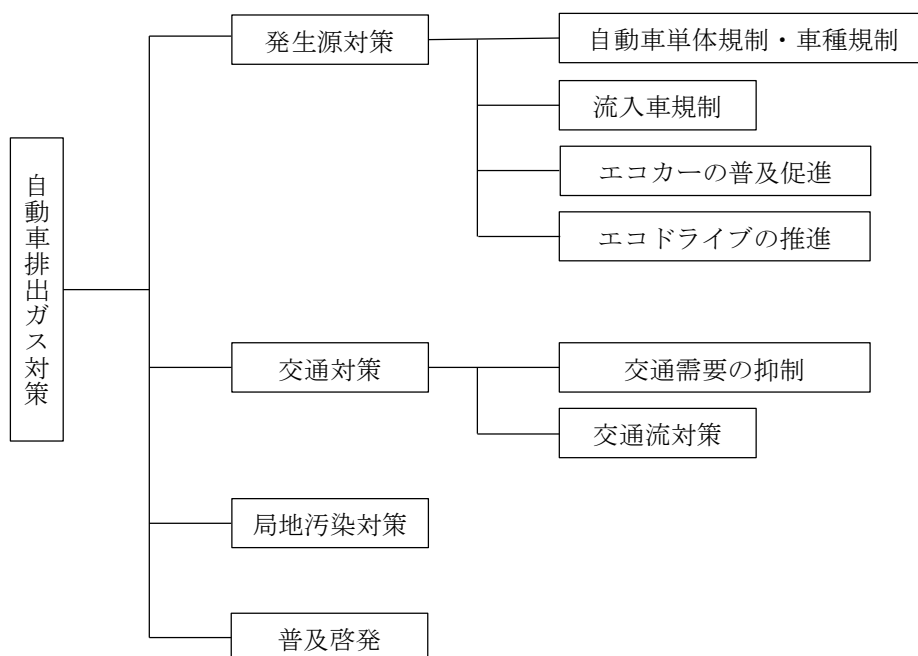 自動車排出ガス対策
発生源対策
自動車単体規制・車種規制
流入車規制
エコカーの普及促進
エコドライブの推進
交通対策
交通需要の抑制
交通流対策
局地汚染対策
普及啓発